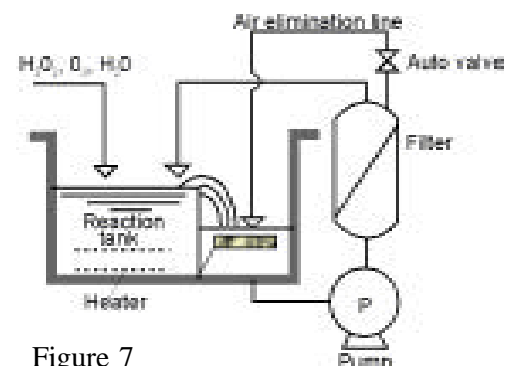 Air elimination line
H₂O₂, O₃, H₂O
Auto valve
Filter
Reaction
tank
Heater
P
Pump
Figure 7